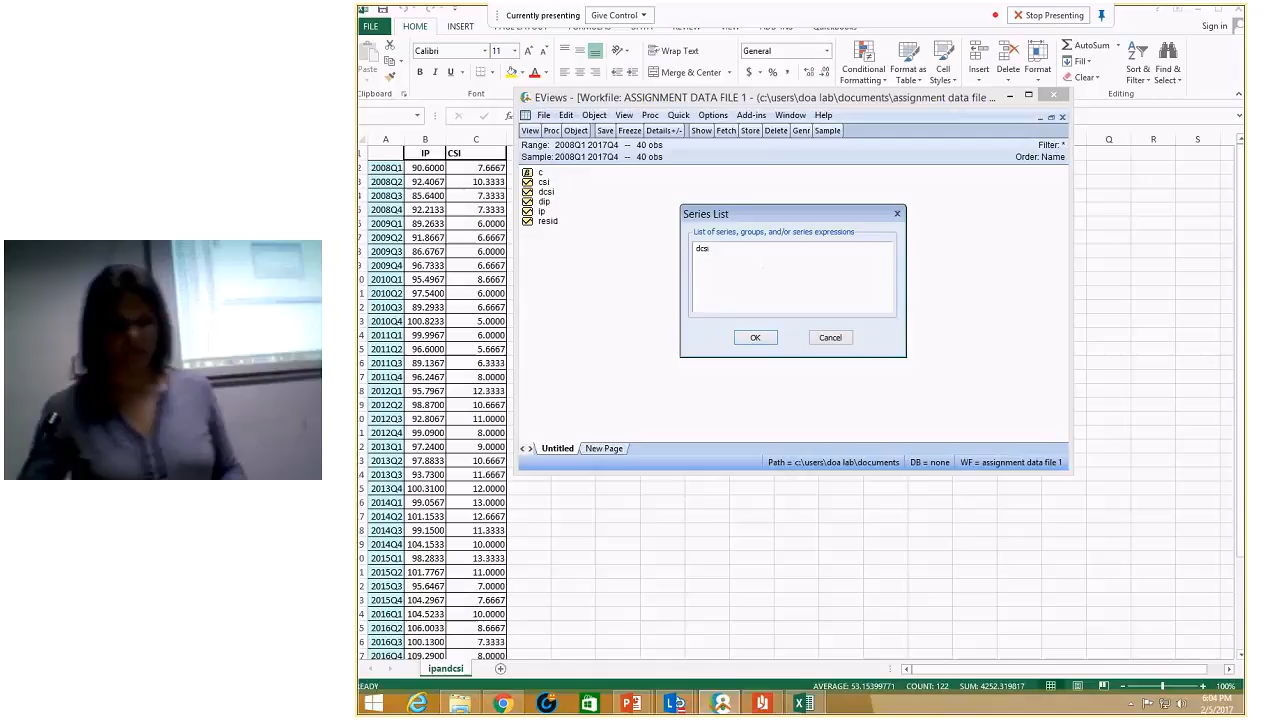 Currently presenting Give Control Stop Presenting
Sign in
FILE HOME INSERT
Calibri 11 Wrap Text General Conditional Format as Cell Insert Delete Format AutoSum Sort & Find &
Paste B I U Merge & Center $ % Formatting Table Styles Fill Filter Select
Clear
Clipboard Editing
EViews - [Workfile: ASSIGNMENT DATA FILE 1 - (c:\users\doa lab\documents\assignment data file ...
File Edit Object View Proc Quick Options Add-ins Window Help
View Proc Object Save Freeze Details+/- Show Fetch Store Delete Genr Sample
Range: 2008Q1 2017Q4 -- 40 obs Filter: *
Sample: 2008Q1 2017Q4 -- 40 obs Order: Name
c
csi
dcsi
dip
ip
resid
Series List
List of series, groups, and/or series expressions
dcsi
OK Cancel
Untitled New Page
Path = c:\users\doa lab\documents DB = none WF = assignment data file 1
A B C Q R S
IP CSI
2008Q1 90.6000 7.6667
2008Q2 92.4067 10.3333
2008Q3 85.6400 7.3333
2008Q4 92.2133 7.3333
2009Q1 89.2633 6.0000
2009Q2 91.8667 6.6667
2009Q3 86.6767 6.0000
2009Q4 96.7333 6.6667
2010Q1 95.4967 8.6667
2010Q2 97.5400 6.0000
2010Q3 89.2933 6.6667
2010Q4 100.8233 5.0000
2011Q1 99.9967 6.0000
2011Q2 96.6000 5.6667
2011Q3 89.1367 6.3333
2011Q4 96.2467 8.0000
2012Q1 95.7967 12.3333
2012Q2 98.8700 10.6667
2012Q3 92.8067 11.0000
2012Q4 99.0900 8.0000
2013Q1 97.2400 9.0000
2013Q2 97.8833 10.6667
2013Q3 93.7300 11.6667
2013Q4 100.3100 12.0000
2014Q1 99.0567 13.0000
2014Q2 101.1533 12.6667
2014Q3 99.1500 11.3333
2014Q4 104.1533 10.0000
2015Q1 98.2833 13.3333
2015Q2 101.7767 11.0000
2015Q3 95.6467 7.0000
2015Q4 104.2967 7.6667
2016Q1 104.5233 10.0000
2016Q2 106.0033 8.6667
2016Q3 100.1300 7.3333
2016Q4 109.2900 8.0000
ipandcsi
READY AVERAGE: 53.15399771 COUNT: 122 SUM: 4252.319817 100%
6:04 PM
2/5/2017